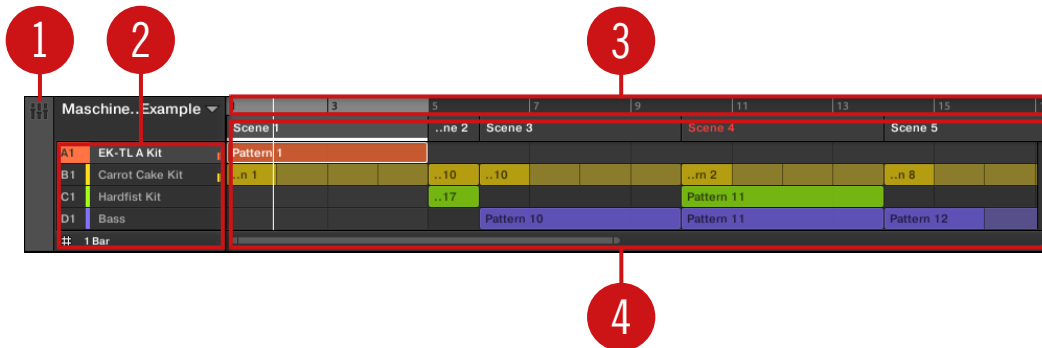 1 2 3
Maschine..Example
3 5 7 9 11 13 15
Scene 1 ..ne 2 Scene 3 Scene 4 Scene 5
A1 EK-TL A Kit Pattern 1
B1 Carrot Cake Kit ..n 1 ..10 ..10 ..rn 2 ..n 8
C1 Hardfist Kit ..17 Pattern 11
D1 Bass Pattern 10 Pattern 11 Pattern 12
1 Bar
4